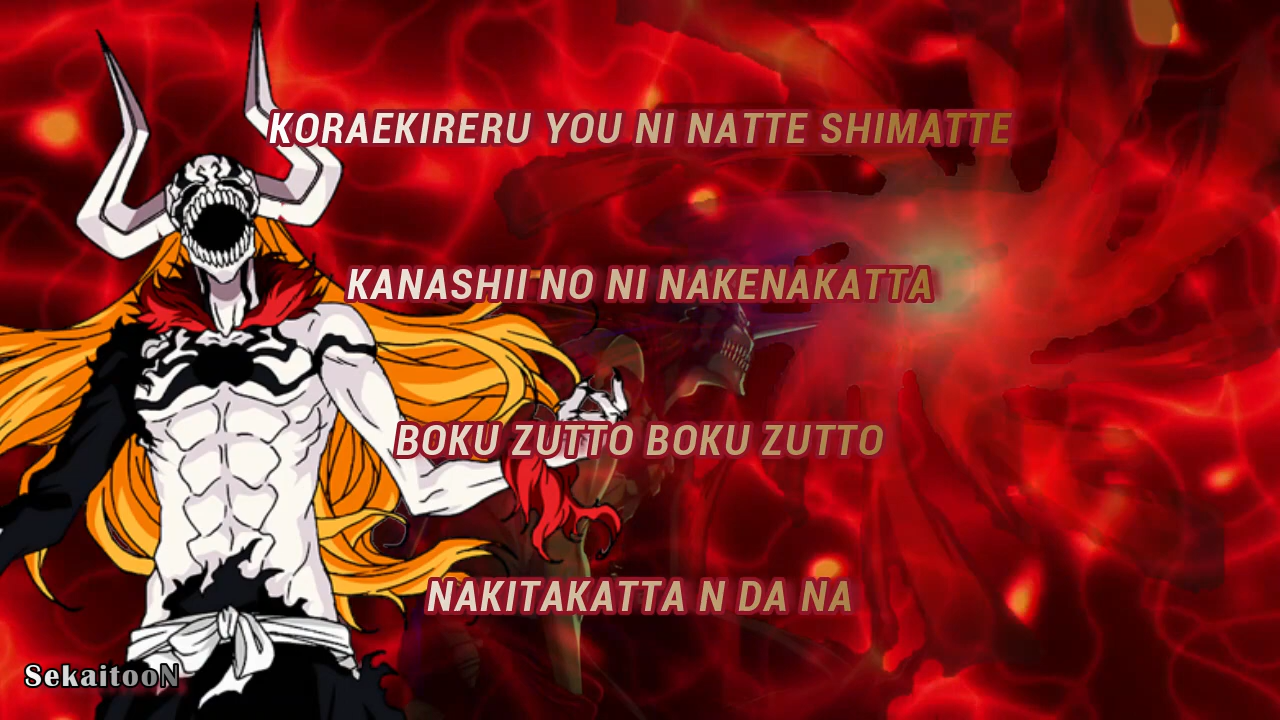 KORAEKIRERU YOU NI NATTE SHIMATTE
KANASHII NO NI NAKENAKATTA
BOKU ZUTTO BOKU ZUTTO
NAKITAKATTA N DA NA
SekaitooN